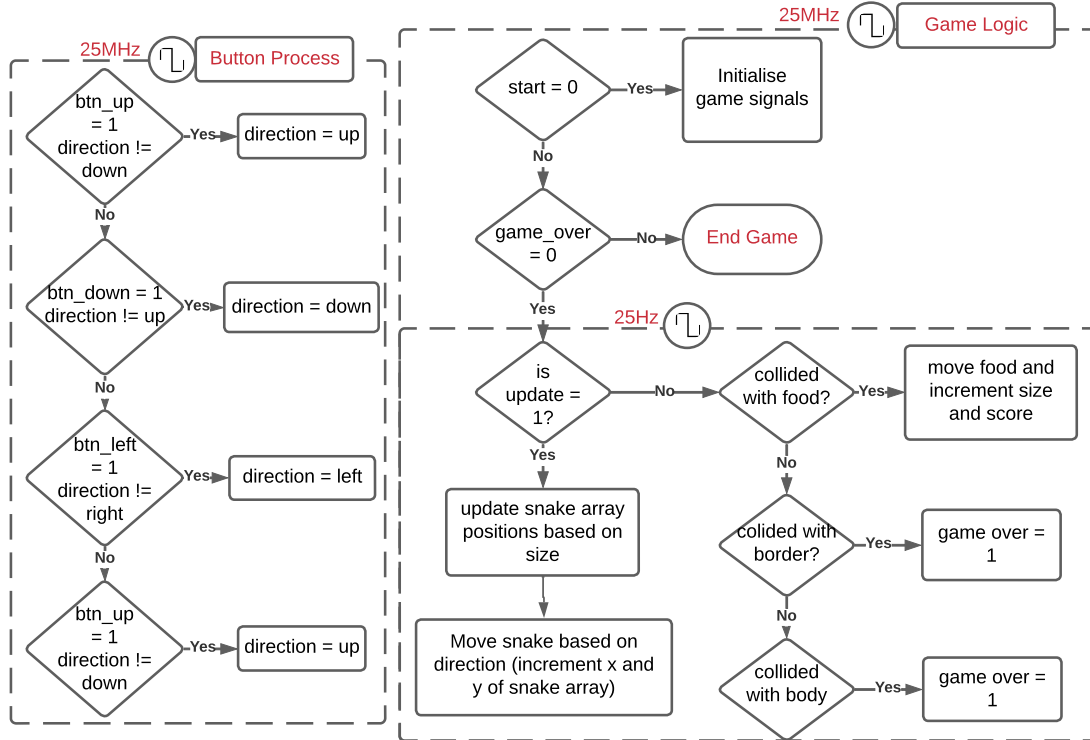 25MHz
Button Process
btn_up
= 1
direction !=
down
Yes
direction = up
No
btn_down = 1
direction != up
Yes
direction = down
No
btn_left
= 1
direction !=
right
Yes
direction = left
No
btn_up
= 1
direction !=
down
Yes
direction = up
25MHz
Game Logic
start = 0
Yes
Initialise
game signals
No
game_over
= 0
No
End Game
Yes
25Hz
is
update =
1?
No
Yes
update snake array
positions based on
size
Move snake based on
direction (increment x and
y of snake array)
collided
with food?
Yes
move food and
increment size
and score
No
collided with
border?
Yes
game over =
1
No
collided
with body
Yes
game over =
1